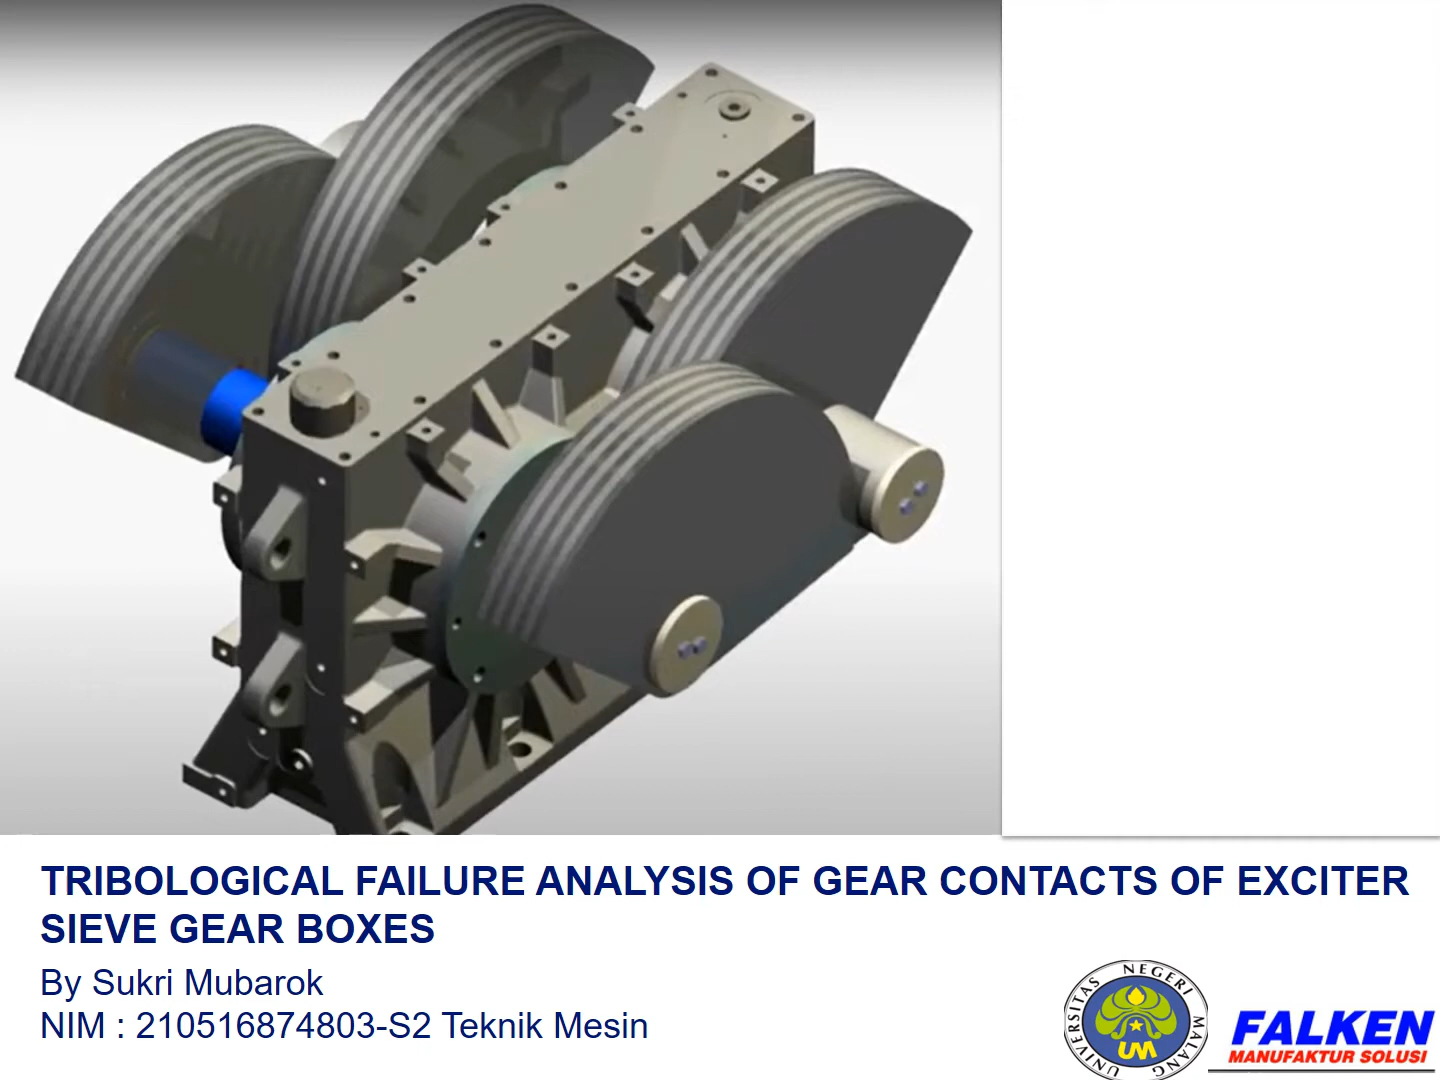 TRIBOLOGICAL FAILURE ANALYSIS OF GEAR CONTACTS OF EXCITER
SIEVE GEAR BOXES
By Sukri Mubarok
NIM : 210516874803-S2 Teknik Mesin
UNIVERSITAS NEGERI MALANG
UM
FALKEN
MANUFAKTUR SOLUSI